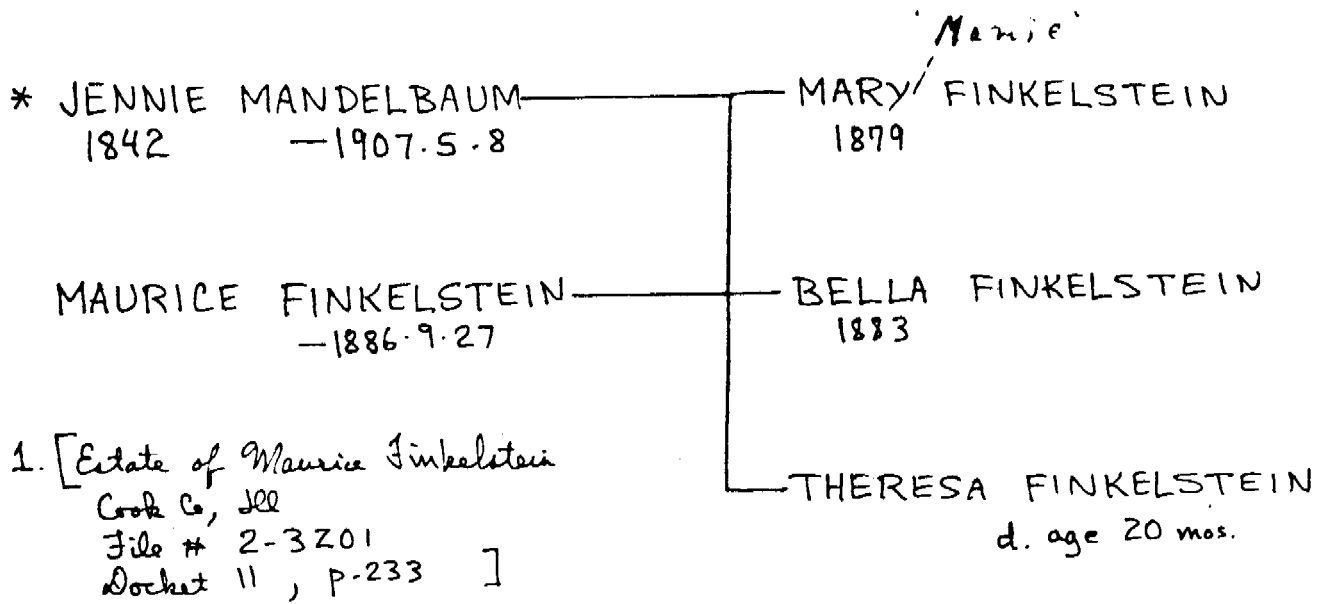 'Mamie'
* JENNIE MANDELBAUM MARY FINKELSTEIN
1842 —1907.5.8 1879
MAURICE FINKELSTEIN BELLA FINKELSTEIN
—1886.9.27 1883
1. [Estate of Maurice Finkelstein
Cook Co, Ill
File # 2-3201
Docket 11, p.233 ]
THERESA FINKELSTEIN
d. age 20 mos.